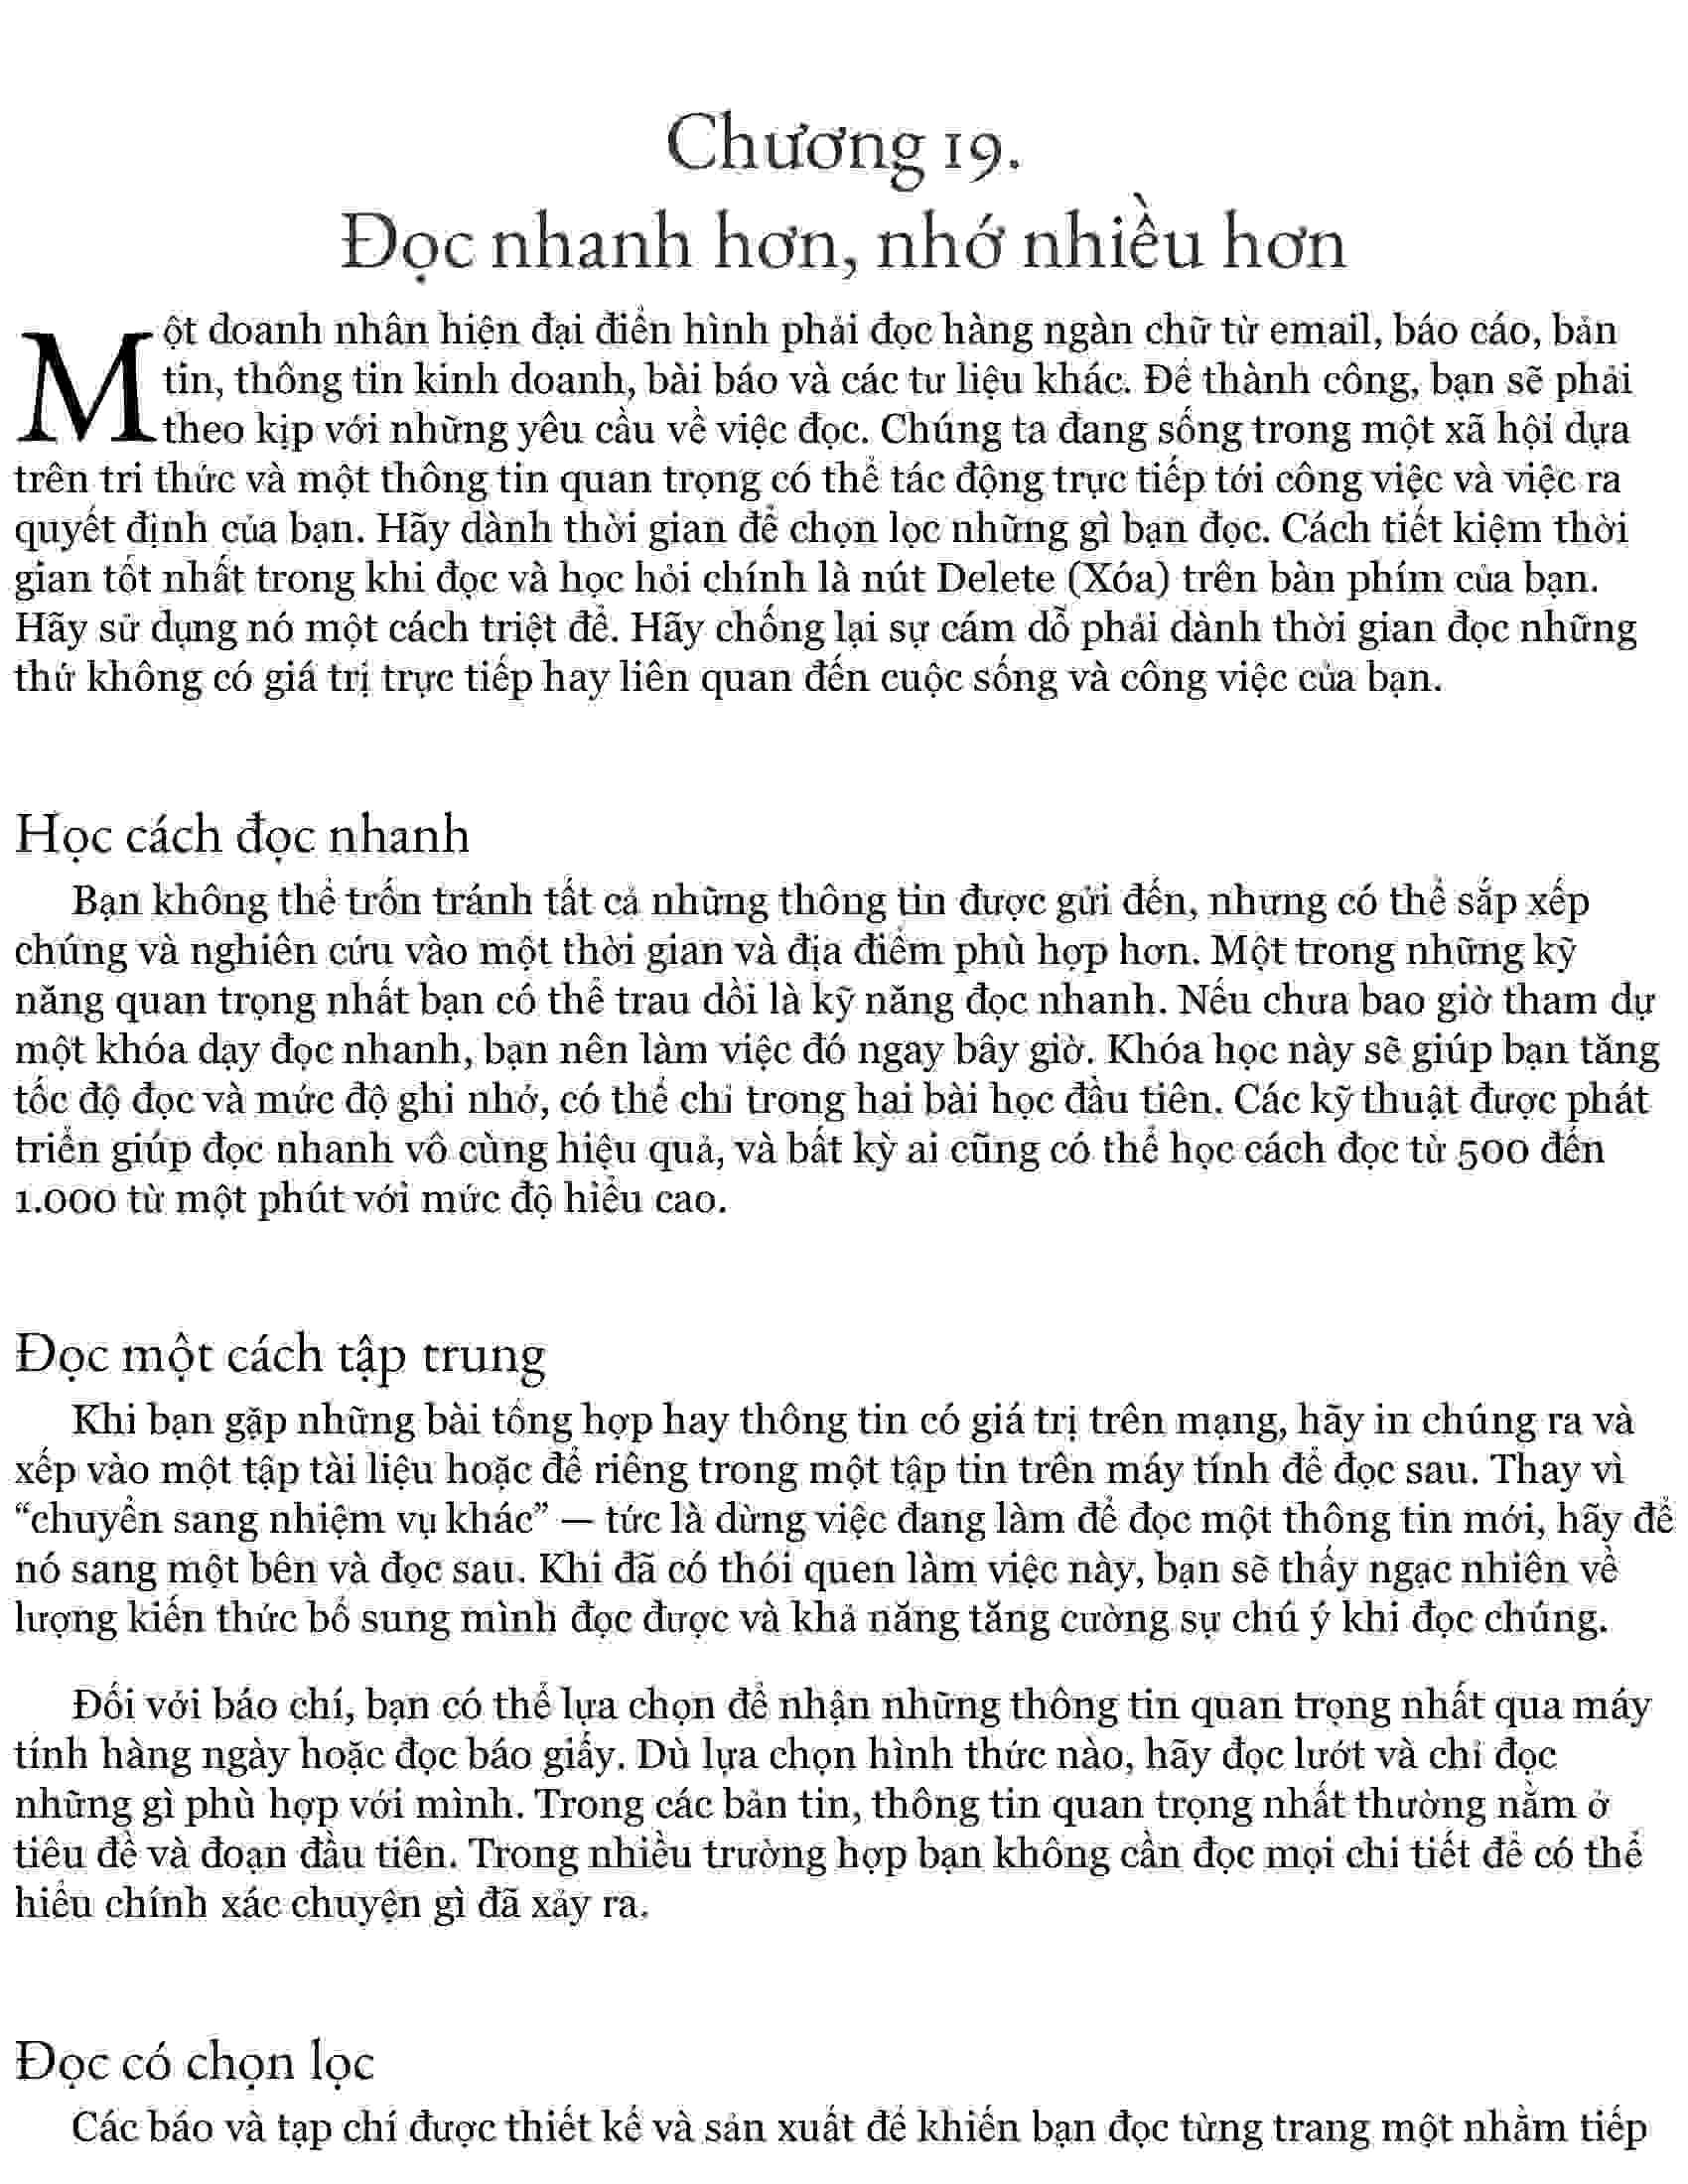 Chương 19.
Đọc nhanh hơn, nhớ nhiều hơn
Một doanh nhân hiện đại điển hình phải đọc hàng ngàn chữ từ email, báo cáo, bản
tin, thông tin kinh doanh, bài báo và các tư liệu khác. Để thành công, bạn sẽ phải
theo kịp với những yêu cầu về việc đọc. Chúng ta đang sống trong một xã hội dựa
trên tri thức và một thông tin quan trọng có thể tác động trực tiếp tới công việc và việc ra
quyết định của bạn. Hãy dành thời gian để chọn lọc những gì bạn đọc. Cách tiết kiệm thời
gian tốt nhất trong khi đọc và học hỏi chính là nút Delete (Xóa) trên bàn phím của bạn.
Hãy sử dụng nó một cách triệt để. Hãy chống lại sự cám dỗ phải dành thời gian đọc những
thứ không có giá trị trực tiếp hay liên quan đến cuộc sống và công việc của bạn.
Học cách đọc nhanh
Bạn không thể trốn tránh tất cả những thông tin được gửi đến, nhưng có thể sắp xếp
chúng và nghiên cứu vào một thời gian và địa điểm phù hợp hơn. Một trong những kỹ
năng quan trọng nhất bạn có thể trau dồi là kỹ năng đọc nhanh. Nếu chưa bao giờ tham dự
một khóa dạy đọc nhanh, bạn nên làm việc đó ngay bây giờ. Khóa học này sẽ giúp bạn tăng
tốc độ đọc và mức độ ghi nhớ, có thể chỉ trong hai bài học đầu tiên. Các kỹ thuật được phát
triển giúp đọc nhanh vô cùng hiệu quả, và bất kỳ ai cũng có thể học cách đọc từ 500 đến
1.000 từ một phút với mức độ hiểu cao.
Đọc một cách tập trung
Khi bạn gặp những bài tổng hợp hay thông tin có giá trị trên mạng, hãy in chúng ra và
xếp vào một tập tài liệu hoặc để riêng trong một tập tin trên máy tính để đọc sau. Thay vì
“chuyển sang nhiệm vụ khác” — tức là dừng việc đang làm để đọc một thông tin mới, hãy để
nó sang một bên và đọc sau. Khi đã có thói quen làm việc này, bạn sẽ thấy ngạc nhiên về
lượng kiến thức bổ sung mình đọc được và khả năng tăng cường sự chú ý khi đọc chúng.
Đối với báo chí, bạn có thể lựa chọn để nhận những thông tin quan trọng nhất qua máy
tính hàng ngày hoặc đọc báo giấy. Dù lựa chọn hình thức nào, hãy đọc lướt và chỉ đọc
những gì phù hợp với mình. Trong các bản tin, thông tin quan trọng nhất thường nằm ở
tiêu đề và đoạn đầu tiên. Trong nhiều trường hợp bạn không cần đọc mọi chi tiết để có thể
hiểu chính xác chuyện gì đã xảy ra.
Đọc có chọn lọc
Các báo và tạp chí được thiết kế và sản xuất để khiến bạn đọc từng trang một nhằm tiếp